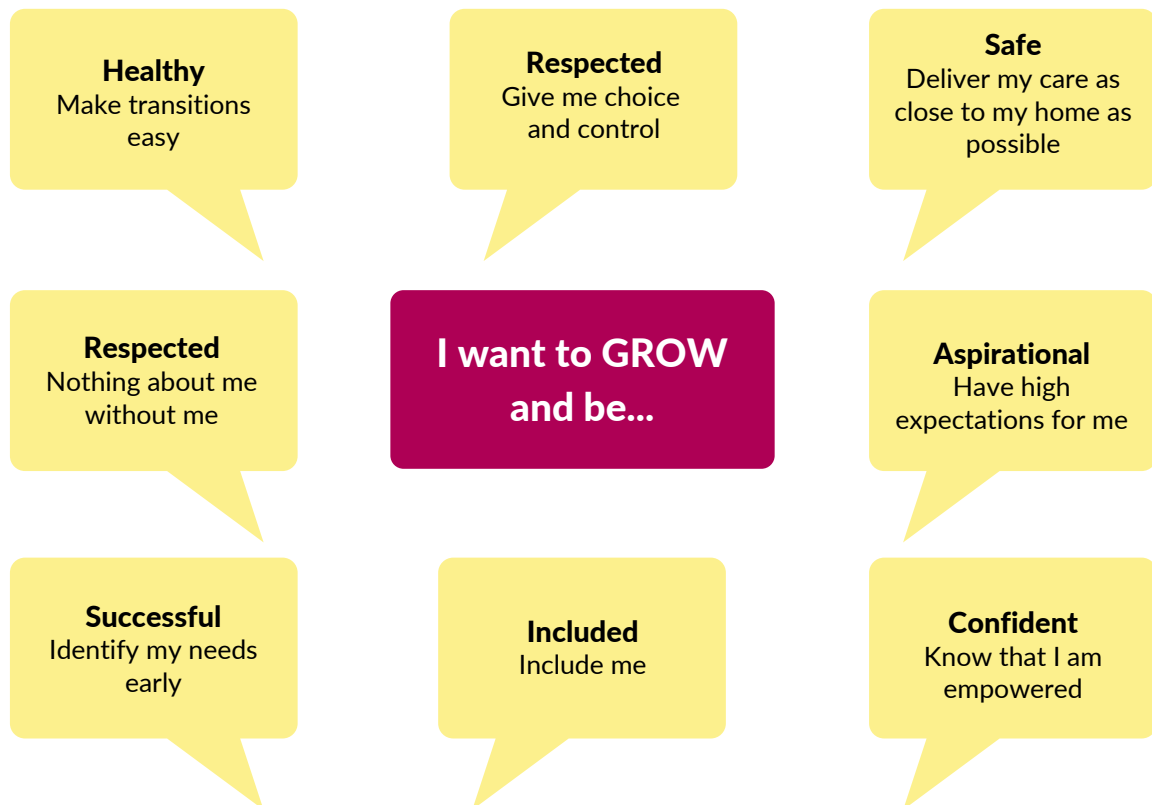 Healthy
Make transitions
easy
Respected
Give me choice
and control
Safe
Deliver my care as
close to my home as
possible
Respected
Nothing about me
without me
I want to GROW
and be...
Aspirational
Have high
expectations for me
Successful
Identify my needs
early
Included
Include me
Confident
Know that I am
empowered